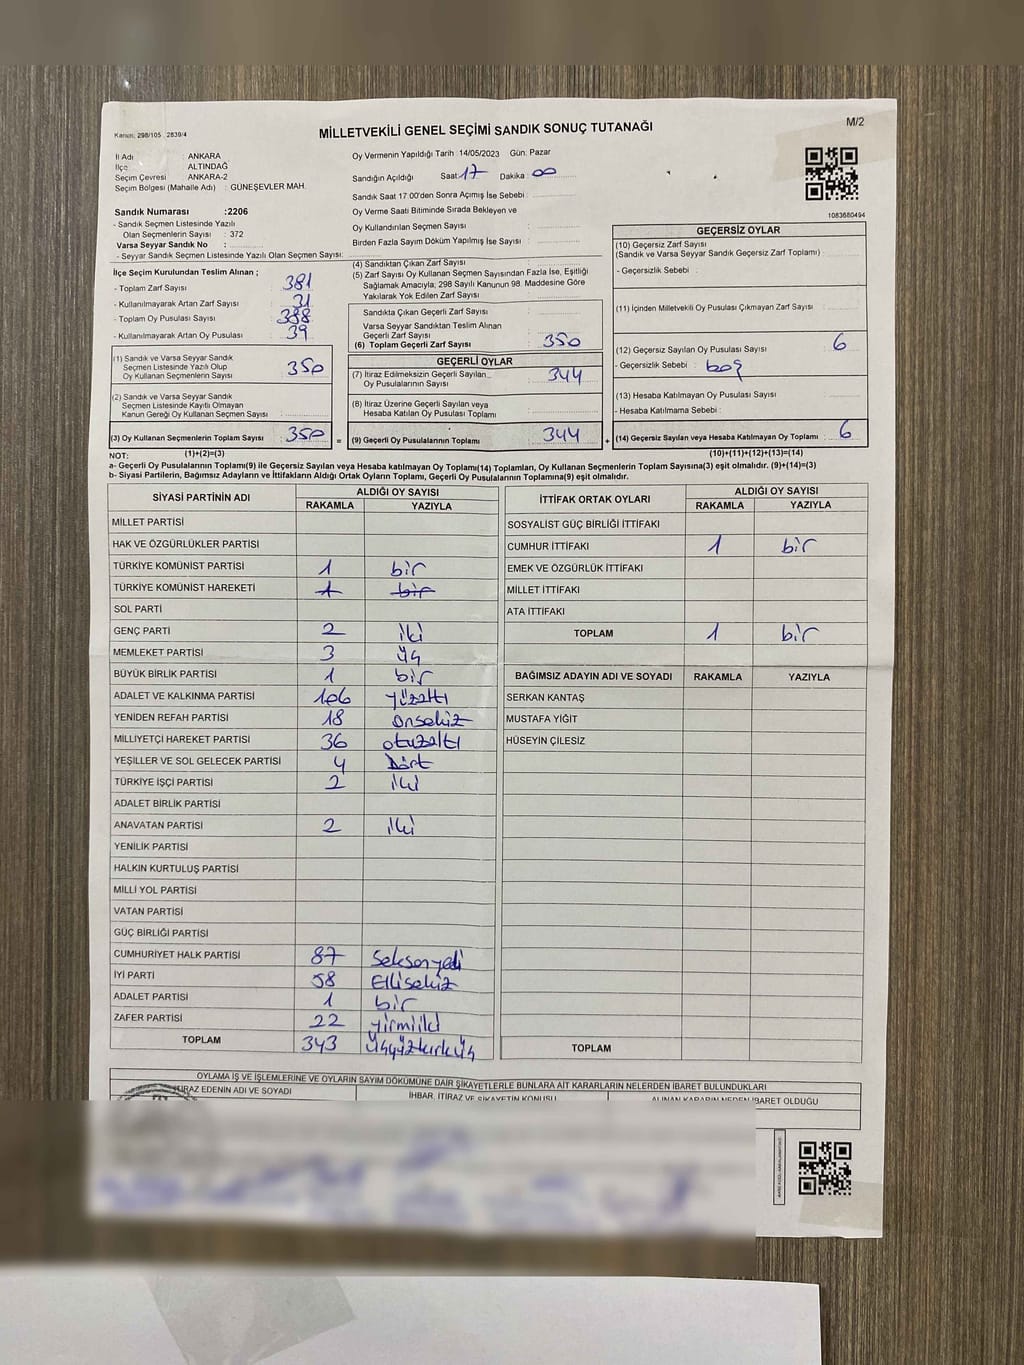 Kanun: 298/105 2839/4
MİLLETVEKİLİ GENEL SEÇİMİ SANDIK SONUÇ TUTANAĞI
M/2
İl Adı : ANKARA
İlçe : ALTINDAĞ
Seçim Çevresi : ANKARA-2
Seçim Bölgesi (Mahalle Adı) : GÜNEŞEVLER MAH.
Sandık Numarası :2206
- Sandık Seçmen Listesinde Yazılı
Olan Seçmenlerin Sayısı : 372
Varsa Seyyar Sandık No :
- Seyyar Sandık Seçmen Listesinde Yazılı Olan Seçmen Sayısı:
Oy Vermenin Yapıldığı Tarih :14/05/2023 Gün: Pazar
Sandığın Açıldığı Saat: 17 Dakika: 00
Sandık Saat 17.00'den Sonra Açımış İse Sebebi :
Oy Verme Saati Bitiminde Sırada Bekleyen ve
Oy Kullandırılan Seçmen Sayısı :
Birden Fazla Sayım Döküm Yapılmış İse Sayısı :
1083680494
İlçe Seçim Kurulundan Teslim Alınan ;
- Toplam Zarf Sayısı : 381
- Kullanılmayarak Artan Zarf Sayısı : 31
- Toplam Oy Pusulası Sayısı : 388
- Kullanılmayarak Artan Oy Pusulası : 39
(1) Sandık ve Varsa Seyyar Sandık
Seçmen Listesinde Yazılı Olup
Oy Kullanan Seçmenlerin Sayısı : 350
(2) Sandık ve Varsa Seyyar Sandık
Seçmen Listesinde Kayıtlı Olmayan
Kanun Gereği Oy Kullanan Seçmen Sayısı :
(3) Oy Kullanan Seçmenlerin Toplam Sayısı : 350 =
(4) Sandıktan Çıkan Zarf Sayısı :
(5) Zarf Sayısı Oy Kullanan Seçmen Sayısından Fazla İse, Eşitliği
Sağlamak Amacıyla; 298 Sayılı Kanunun 98. Maddesine Göre
Yakılarak Yok Edilen Zarf Sayısı :
Sandıkta Çıkan Geçerli Zarf Sayısı :
Varsa Seyyar Sandıktan Teslim Alınan
Geçerli Zarf Sayısı :
(6) Toplam Geçerli Zarf Sayısı : 350
GEÇERLİ OYLAR
(7) İtiraz Edilmeksizin Geçerli Sayılan
Oy Pusulalarının Sayısı : 344
(8) İtiraz Üzerine Geçerli Sayılan veya
Hesaba Katılan Oy Pusulası Toplamı :
(9) Geçerli Oy Pusulalarının Toplamı : 344 +
GEÇERSİZ OYLAR
(10) Geçersiz Zarf Sayısı
(Sandık ve Varsa Seyyar Sandık Geçersiz Zarf Toplamı) :
- Geçersizlik Sebebi :
(11) İçinden Milletvekili Oy Pusulası Çıkmayan Zarf Sayısı :
(12) Geçersiz Sayılan Oy Pusulası Sayısı : 6
- Geçersizlik Sebebi : boş
(13) Hesaba Katılmayan Oy Pusulası Sayısı :
- Hesaba Katılmama Sebebi :
(14) Geçersiz Sayılan veya Hesaba Katılmayan Oy Toplamı : 6
NOT: (1)+(2)=(3)
(10)+(11)+(12)+(13)=(14)
a- Geçerli Oy Pusulalarının Toplamı(9) ile Geçersiz Sayılan veya Hesaba katılmayan Oy Toplamı(14) Toplamları, Oy Kullanan Seçmenlerin Toplam Sayısına(3) eşit olmalıdır. (9)+(14)=(3)
b- Siyasi Partilerin, Bağımsız Adayların ve İttifakların Aldığı Ortak Oyların Toplamı, Geçerli Oy Pusulalarının Toplamına(9) eşit olmalıdır.
SİYASİ PARTİNİN ADI ALDIĞI OY SAYISI
RAKAMLA YAZIYLA
MİLLET PARTİSİ
HAK VE ÖZGÜRLÜKLER PARTİSİ
TÜRKİYE KOMÜNİST PARTİSİ 1 bir
TÜRKİYE KOMÜNİST HAREKETİ 1 bir
SOL PARTİ
GENÇ PARTİ 2 iki
MEMLEKET PARTİSİ 3 üç
BÜYÜK BİRLİK PARTİSİ 1 bir
ADALET VE KALKINMA PARTİSİ 106 yüzaltı
YENİDEN REFAH PARTİSİ 18 onsekiz
MİLLİYETÇİ HAREKET PARTİSİ 36 otuzaltı
YEŞİLLER VE SOL GELECEK PARTİSİ 4 Dört
TÜRKİYE İŞÇİ PARTİSİ 2 iki
ADALET BİRLİK PARTİSİ
ANAVATAN PARTİSİ 2 iki
YENİLİK PARTİSİ
HALKIN KURTULUŞ PARTİSİ
MİLLİ YOL PARTİSİ
VATAN PARTİSİ
GÜÇ BİRLİĞİ PARTİSİ
CUMHURİYET HALK PARTİSİ 87 Seksenyedi
İYİ PARTİ 58 Ellisekiz
ADALET PARTİSİ 1 bir
ZAFER PARTİSİ 22 yirmiiki
TOPLAM 343 Üçyüzkırküç
İTTİFAK ORTAK OYLARI ALDIĞI OY SAYISI
RAKAMLA YAZIYLA
SOSYALİST GÜÇ BİRLİĞİ İTTİFAKI
CUMHUR İTTİFAKI 1 bir
EMEK VE ÖZGÜRLÜK İTTİFAKI
MİLLET İTTİFAKI
ATA İTTİFAKI
TOPLAM 1 bir
BAĞIMSIZ ADAYIN ADI VE SOYADI RAKAMLA YAZIYLA
SERKAN KANTAŞ
MUSTAFA YİĞİT
HÜSEYİN ÇİLESİZ
TOPLAM
OYLAMA İŞ VE İŞLEMLERİNE VE OYLARIN SAYIM DÖKÜMÜNE DAİR ŞİKAYETLERLE BUNLARA AİT KARARLARIN NELERDEN İBARET BULUNDUKLARI
İTİRAZ EDENİN ADI VE SOYADI
İHBAR, İTİRAZ VE ŞİKAYETİN KONUSU
ALINAN KARARIN NEDEN İBARET OLDUĞU